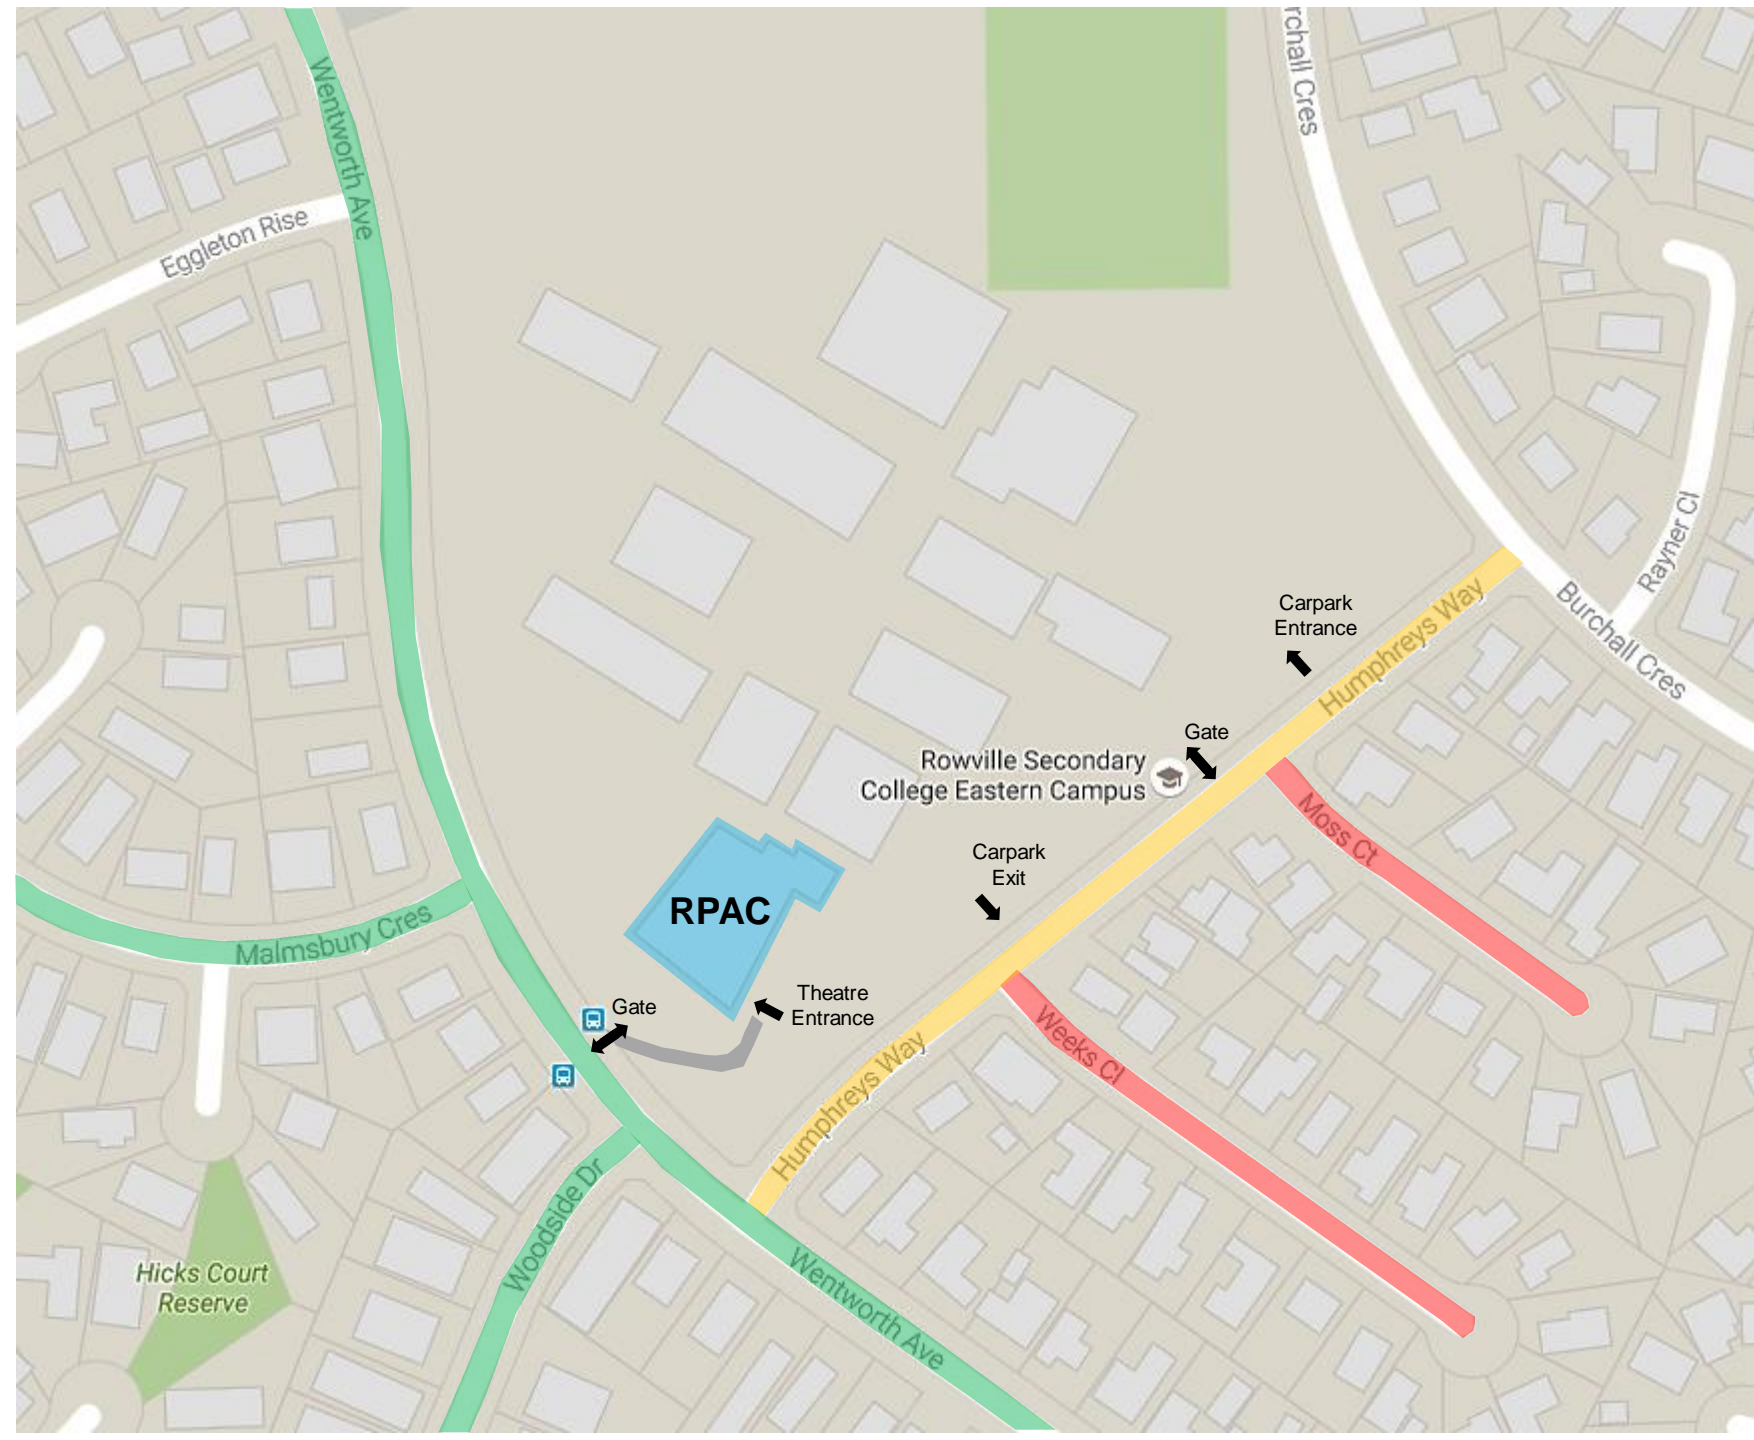 Wentworth Ave
rchall Cres
Eggleton Rise
Rayner Cl
Carpark
Entrance
Humphreys Way
Burchall Cres
Gate
Rowville Secondary
College Eastern Campus
Moss Ct
Carpark
Exit
RPAC
Malmsbury Cres
Theatre
Entrance
Gate
Weeks Cl
Humphreys Way
Woodside Dr
Hicks Court
Reserve
Wentworth Ave